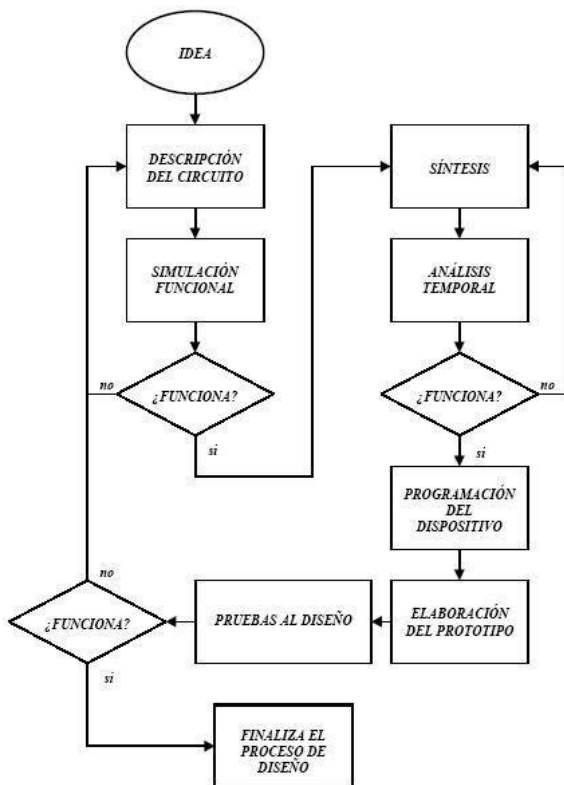 IDEA
DESCRIPCIÓN
DEL CIRCUITO
SIMULACIÓN
FUNCIONAL
¿FUNCIONA?
no
si
SÍNTESIS
ANÁLISIS
TEMPORAL
¿FUNCIONA?
no
si
PROGRAMACIÓN
DEL
DISPOSITIVO
ELABORACIÓN
DEL PROTOTIPO
PRUEBAS AL DISEÑO
¿FUNCIONA?
no
si
FINALIZA EL
PROCESO DE
DISEÑO